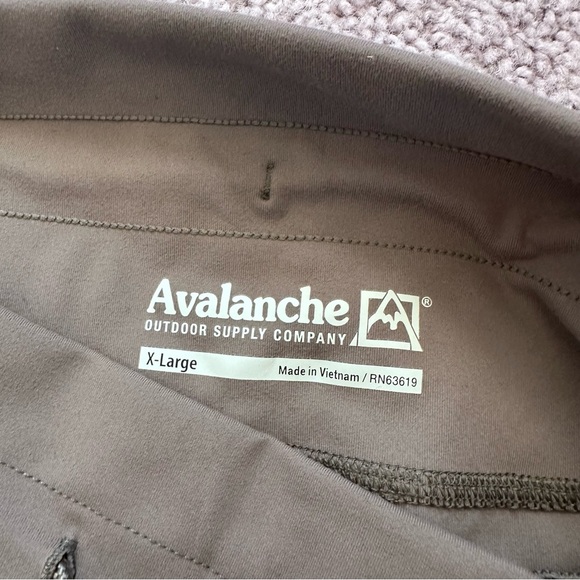 Avalanche ®
OUTDOOR SUPPLY COMPANY
X-Large Made in Vietnam / RN63619